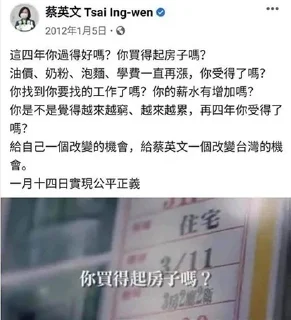 蔡英文 Tsai Ing-wen
2012年1月5日
這四年你過得好嗎？你買得起房子嗎？
油價、奶粉、泡麵、學費一直再漲，你受得了嗎？
你找到你要找的工作了嗎？你的薪水有增加嗎？
你是不是覺得越來越窮、越來越累，再四年你受得了
嗎？
給自己一個改變的機會，給蔡英文一個改變台灣的機
會。
一月十四日實現公平正義
住宅
3/11
你買得起房子嗎？